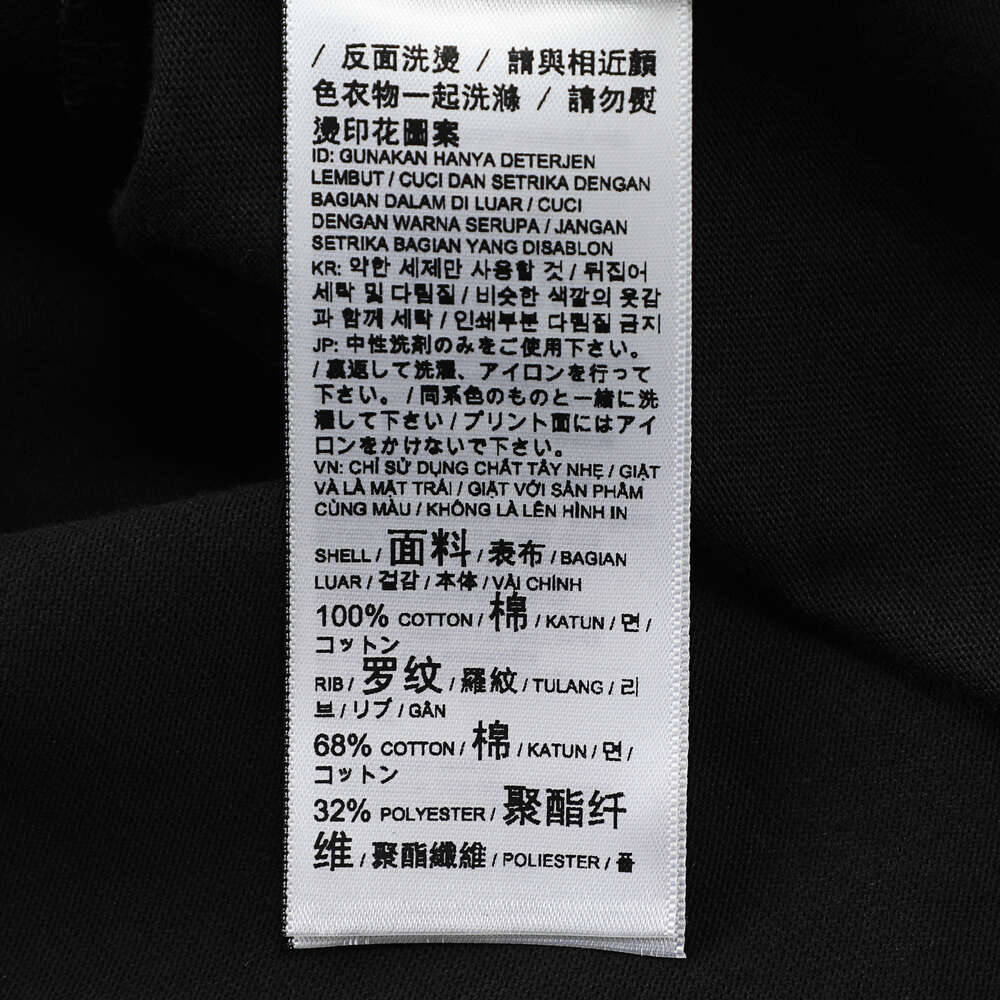 / 反面洗燙 / 請與相近顏
色衣物一起洗滌 / 請勿熨
燙印花圖案
ID: GUNAKAN HANYA DETERJEN
LEMBUT / CUCI DAN SETRIKA DENGAN
BAGIAN DALAM DI LUAR / CUCI
DENGAN WARNA SERUPA / JANGAN
SETRIKA BAGIAN YANG DISABLON
KR: 약한 세제만 사용할 것 / 뒤집어
세탁 및 다림질 / 비슷한 색깔의 옷감
과 함께 세탁 / 인쇄부분 다림질 금지
JP: 中性洗剤のみをご使用下さい。
/ 裏返して洗濯、アイロンを行って
下さい。 / 同系色のものと一緒に洗
濯して下さい / プリント面にはアイ
ロンをかけないで下さい。
VN: CHỈ SỬ DỤNG CHẤT TẨY NHẸ / GIẶT
VÀ LÀ MẶT TRÁI / GIẶT VỚI SẢN PHẨM
CÙNG MÀU / KHÔNG LÀ LÊN HÌNH IN
SHELL / 面料 / 表布 / BAGIAN
LUAR / 겉감 / 本体 / VẢI CHÍNH
100% COTTON / 棉 / KATUN / 면 /
コットン
RIB / 罗纹 / 羅紋 / TULANG / 리
브 / リブ / GÂN
68% COTTON / 棉 / KATUN / 면 /
コットン
32% POLYESTER / 聚酯纤
维 / 聚酯纖維 / POLIESTER / 폴